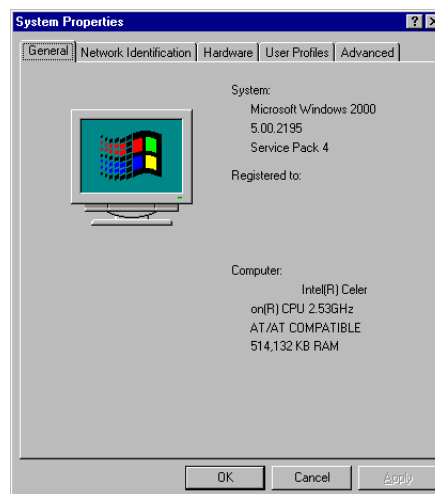 System Properties
General Network Identification Hardware User Profiles Advanced
System:
Microsoft Windows 2000
5.00.2195
Service Pack 4
Registered to:
Computer:
Intel(R) Celer
on(R) CPU 2.53GHz
AT/AT COMPATIBLE
514,132 KB RAM
OK Cancel Apply